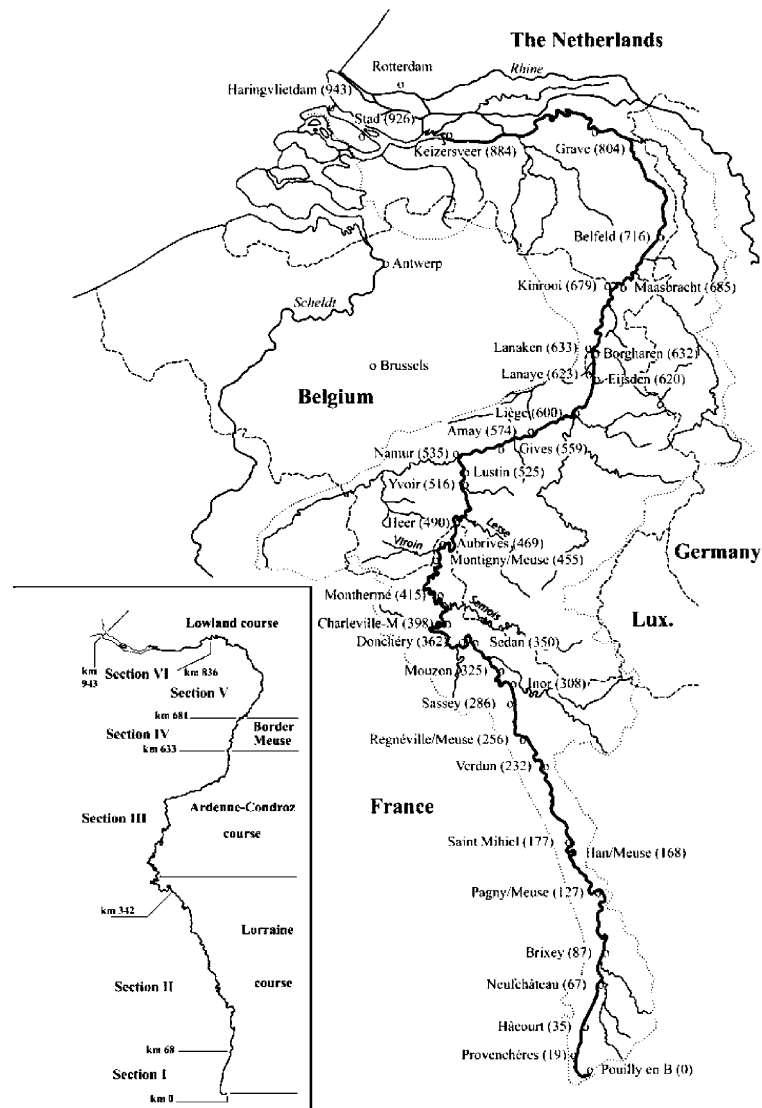 The Netherlands
Rotterdam
Rhine
Haringvlietdam (943)
Stad (926)
Keizersveer (884)
Grave (804)
Belfeld (716)
Antwerp
Kinrooi (679)
Maasbracht (685)
Scheldt
Lanaken (633)
Borgharen (632)
Brussels
Lanaye (623)
Eijsden (620)
Belgium
Liège (600)
Amay (574)
Namur (535)
Gives (559)
Lustin (525)
Yvoir (516)
Heer (490)
Lesse
Viroin
Aubrives (469)
Germany
Montigny/Meuse (455)
Monthermé (415)
Semois
Lux.
Charleville-M (398)
Donchéry (362)
Sedan (350)
Mouzon (325)
Inor (308)
Sassey (286)
Regnéville/Meuse (256)
Verdun (232)
France
Saint Mihiel (177)
Han/Meuse (168)
Pagny/Meuse (127)
Brixey (87)
Neufchâteau (67)
Hâcourt (35)
Provenchères (19)
Pouilly en B (0)
Lowland course
km
943
Section VI
km 836
Section V
km 681
Section IV
Border
Meuse
km 633
Section III
Ardenne-Condroz
course
km 342
Lorraine
course
Section II
km 68
Section I
km 0